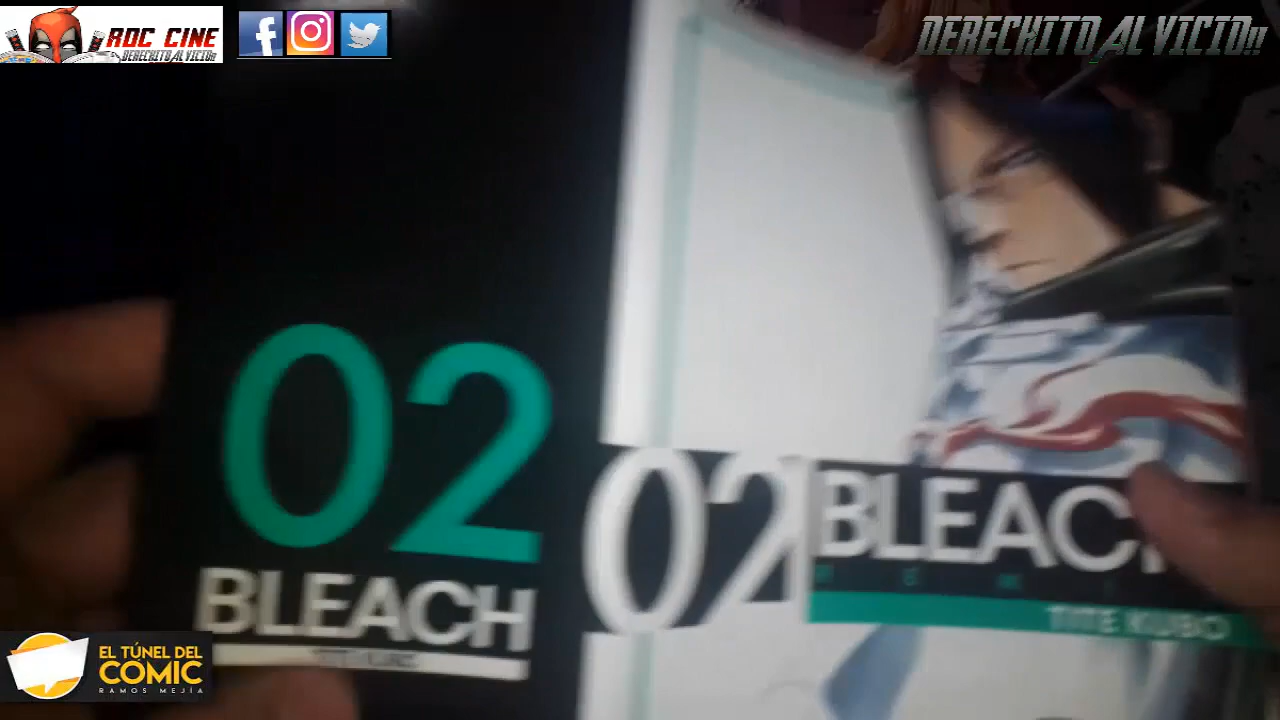 ROC CINE
DERECHITO AL VICIO!!
DERECHITO AL VICIO!!
02
BLEACH
02
BLEACH
TITE KUBO
EL TÚNEL DEL
CÓMIC
RAMOS MEJÍA